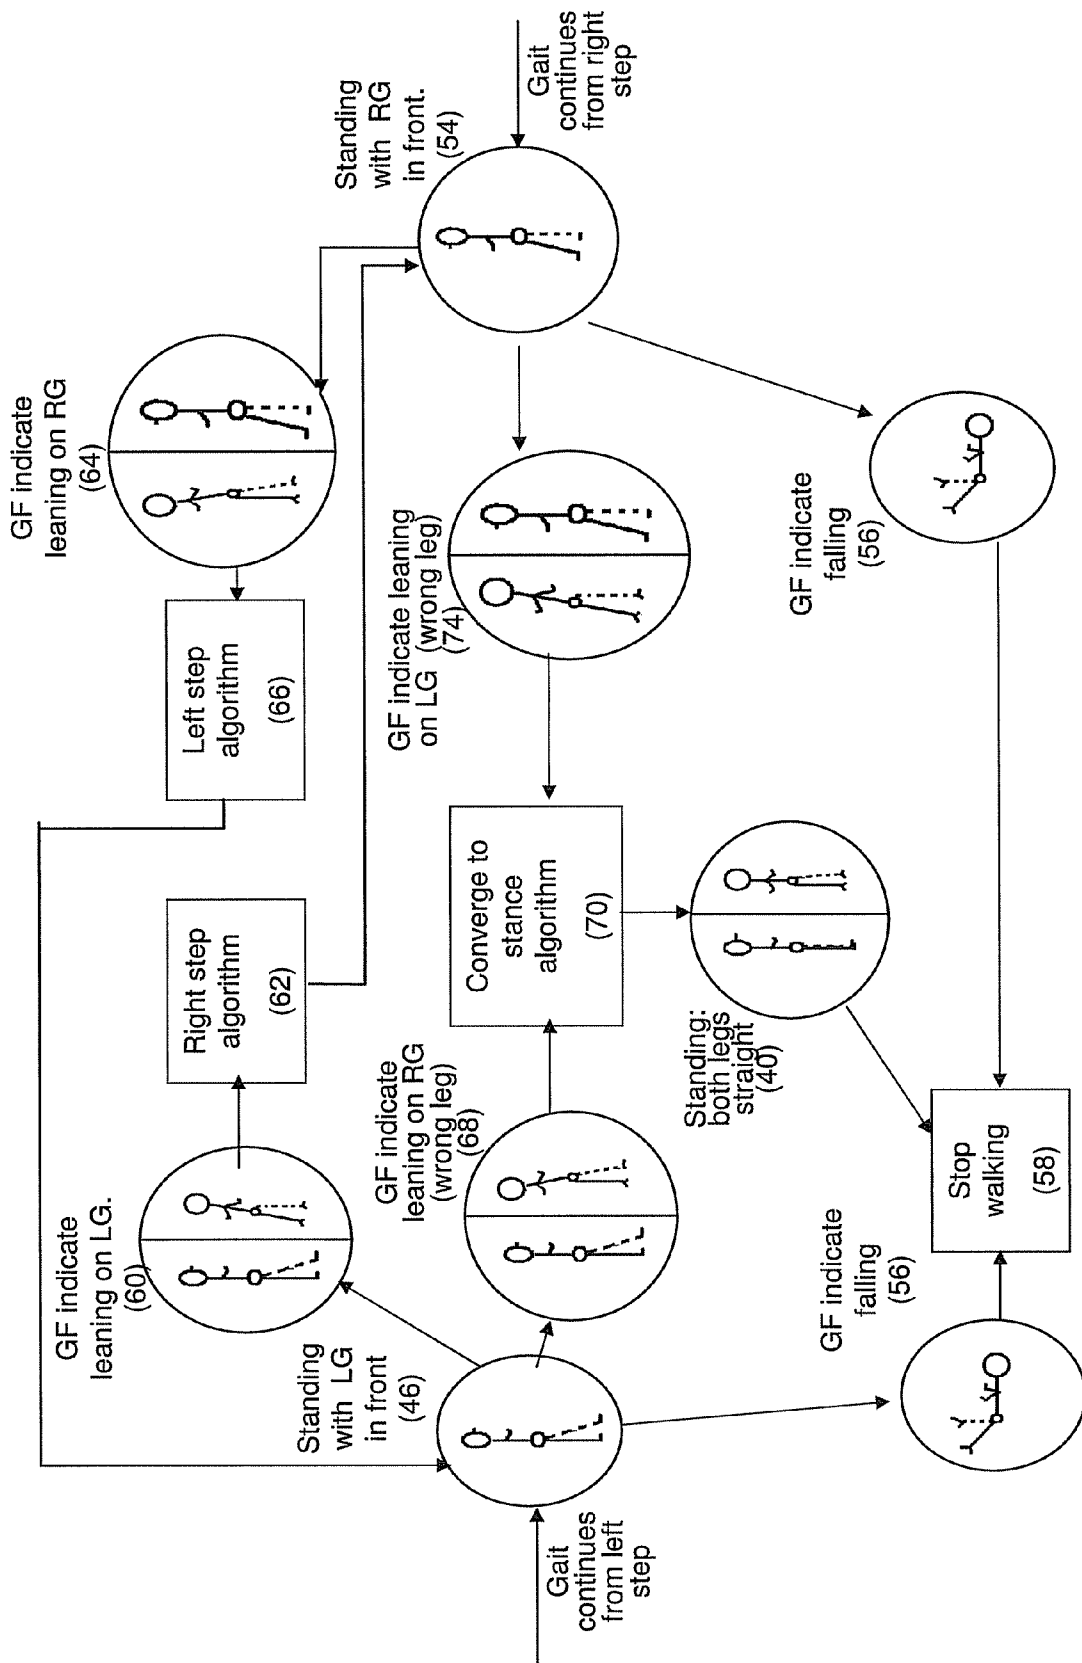 Gait
continues
from left
step
Standing
with LG
in front
(46)
GF indicate
leaning on LG.
(60)
Right step
algorithm
(62)
GF indicate
leaning on RG
(wrong leg)
(68)
GF indicate
falling
(56)
Left step
algorithm
(66)
Converge to
stance
algorithm
(70)
Standing:
both legs
straight
(40)
Stop
walking
(58)
GF indicate
leaning on RG
(64)
GF indicate leaning
on LG (wrong leg)
(74)
GF indicate
falling
(56)
Standing
with RG
in front.
(54)
Gait
continues
from right
step